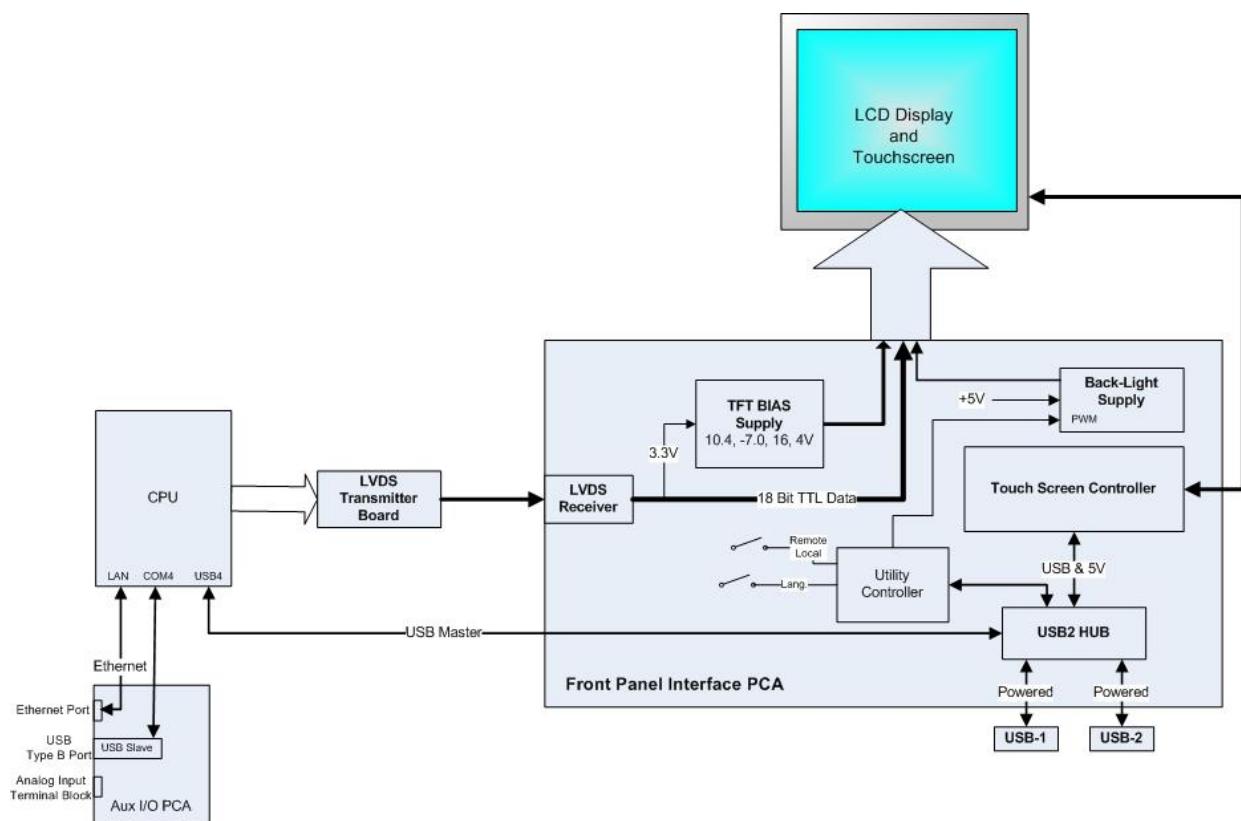 LCD Display
and
Touchscreen
TFT BIAS
Supply
10.4, -7.0, 16, 4V
Back-Light
Supply
+5V
PWM
3.3V
CPU
LVDS
Transmitter
Board
LVDS
Receiver
18 Bit TTL Data
Touch Screen Controller
Remote
Local
Lang.
Utility
Controller
USB & 5V
LAN
COM4
USB4
USB Master
USB2 HUB
Ethernet
Front Panel Interface PCA
Powered
Powered
USB-1
USB-2
Ethernet Port
USB
Type B Port
USB Slave
Analog Input
Terminal Block
Aux I/O PCA